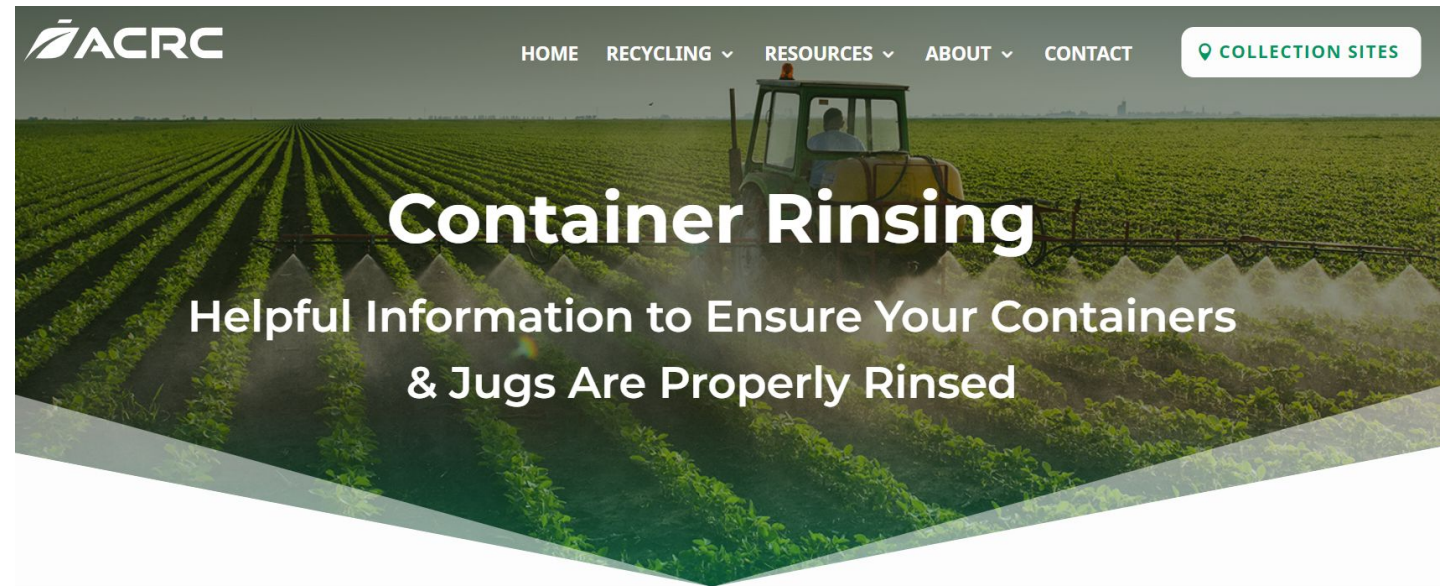 ACRC
HOME RECYCLING RESOURCES ABOUT CONTACT COLLECTION SITES
Container Rinsing
Helpful Information to Ensure Your Containers
& Jugs Are Properly Rinsed